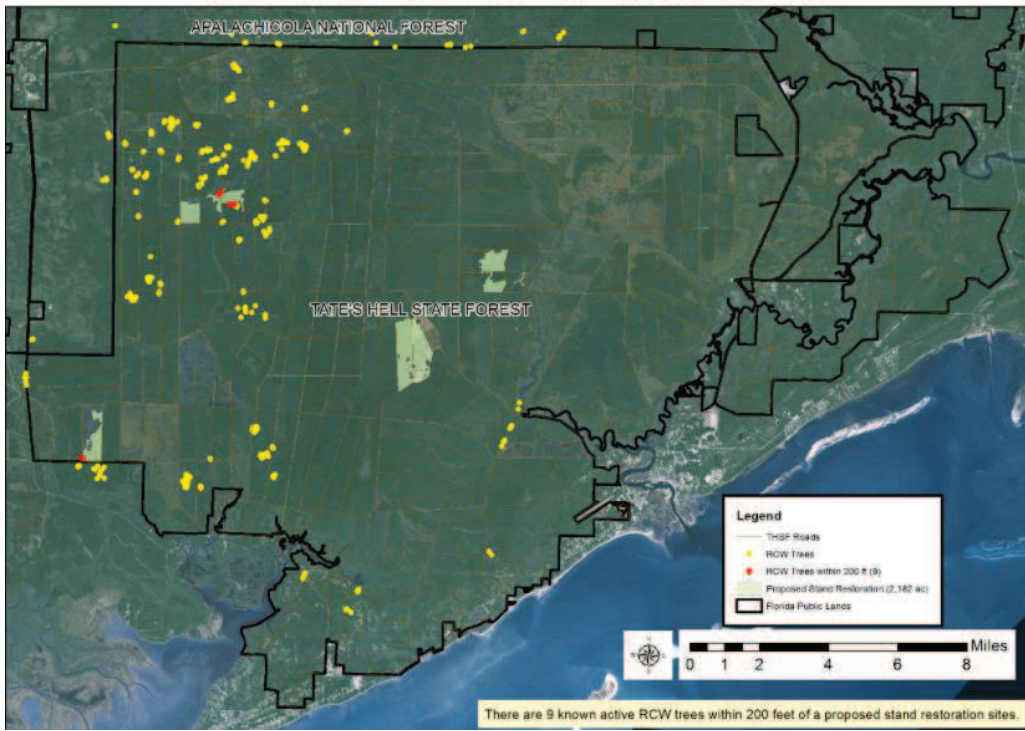 APALACHICOLA NATIONAL FOREST
TATE'S HELL STATE FOREST
Legend
THSF Roads
RCW Trees
RCW Trees within 200 ft (9)
Proposed Stand Restoration (2,182 ac)
Florida Public Lands
Miles
0 1 2 4 6 8
There are 9 known active RCW trees within 200 feet of a proposed stand restoration sites.